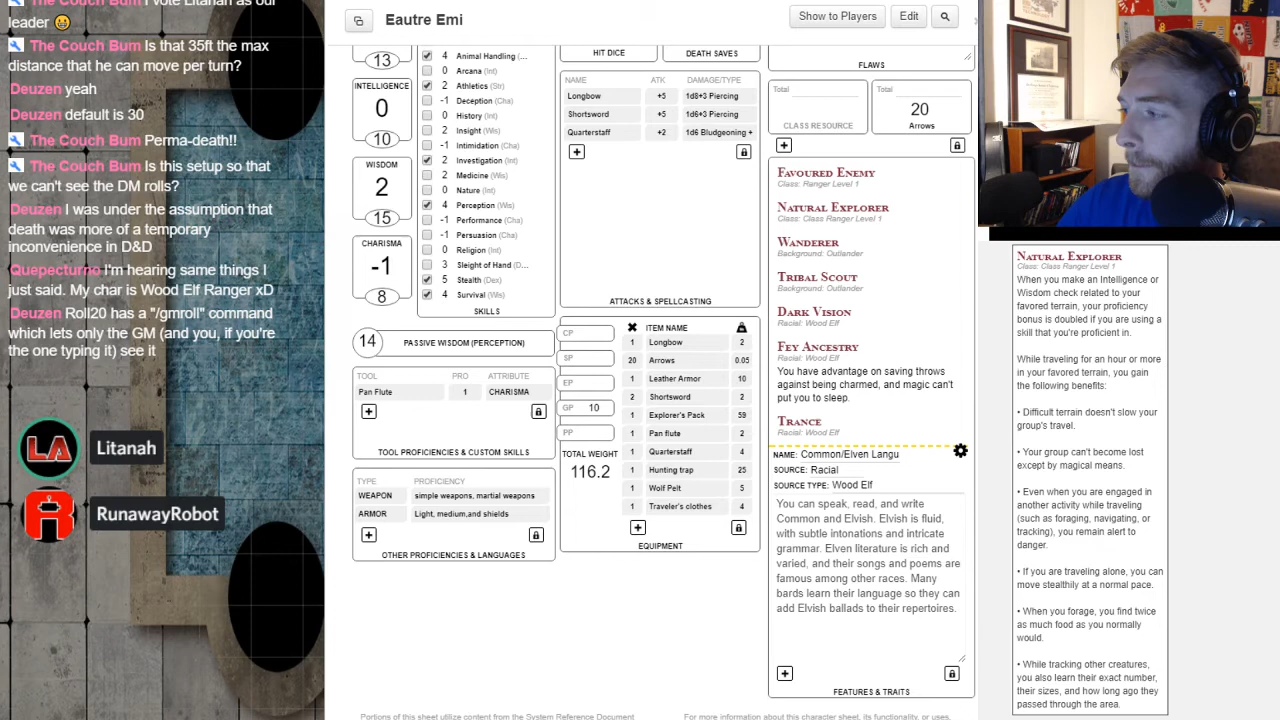 The Couch Bum I vote Litanah as our
leader
The Couch Bum Is that 35ft the max
distance that he can move per turn?
Deuzen yeah
Deuzen default is 30
The Couch Bum Perma-death!!
The Couch Bum Is this setup so that
we can't see the DM rolls?
Deuzen I was under the assumption that
death was more of a temporary
inconvenience in D&D
Quepecturno I'm hearing same things I
just said. My char is Wood Elf Ranger xD
Deuzen Roll20 has a "/gmroll" command
which lets only the GM (and you, if you're
the one typing it) see it
LA Litanah
RunawayRobot
Eautre Emi
Show to Players
Edit
13
INTELLIGENCE
0
10
WISDOM
2
15
CHARISMA
-1
8
4 Animal Handling (...
0 Arcana (Int)
2 Athletics (Str)
-1 Deception (Cha)
0 History (Int)
2 Insight (Wis)
-1 Intimidation (Cha)
2 Investigation (Int)
2 Medicine (Wis)
0 Nature (Int)
4 Perception (Wis)
-1 Performance (Cha)
-1 Persuasion (Cha)
0 Religion (Int)
3 Sleight of Hand (D...
5 Stealth (Dex)
4 Survival (Wis)
SKILLS
14 PASSIVE WISDOM (PERCEPTION)
TOOL PRO ATTRIBUTE
Pan Flute 1 CHARISMA
TOOL PROFICIENCIES & CUSTOM SKILLS
TYPE PROFICIENCY
WEAPON simple weapons, martial weapons
ARMOR Light, medium,and shields
OTHER PROFICIENCIES & LANGUAGES
HIT DICE
DEATH SAVES
NAME ATK DAMAGE/TYPE
Longbow +5 1d8+3 Piercing
Shortsword +5 1d6+3 Piercing
Quarterstaff +2 1d6 Bludgeoning +
ATTACKS & SPELLCASTING
CP
SP
EP
GP 10
PP
TOTAL WEIGHT
116.2
ITEM NAME
1 Longbow 2
20 Arrows 0.05
1 Leather Armor 10
2 Shortsword 2
1 Explorer's Pack 59
1 Pan flute 2
1 Quarterstaff 4
1 Hunting trap 25
1 Wolf Pelt 5
1 Traveler's clothes 4
EQUIPMENT
FLAWS
Total
CLASS RESOURCE
Total
20
Arrows
FAVOURED ENEMY
Class: Ranger Level 1
NATURAL EXPLORER
Class: Class Ranger Level 1
WANDERER
Background: Outlander
TRIBAL SCOUT
Background: Outlander
DARK VISION
Racial: Wood Elf
FEY ANCESTRY
Racial: Wood Elf
You have advantage on saving throws
against being charmed, and magic can't
put you to sleep.
TRANCE
Racial: Wood Elf
NAME: Common/Elven Langu
SOURCE: Racial
SOURCE TYPE: Wood Elf
You can speak, read, and write
Common and Elvish. Elvish is fluid,
with subtle intonations and intricate
grammar. Elven literature is rich and
varied, and their songs and poems are
famous among other races. Many
bards learn their language so they can
add Elvish ballads to their repertoires.
FEATURES & TRAITS
Portions of this sheet utilize content from the System Reference Document
For more information about this character sheet, its functionality, or uses,
NATURAL EXPLORER
Class: Class Ranger Level 1
When you make an Intelligence or
Wisdom check related to your
favored terrain, your proficiency
bonus is doubled if you are using a
skill that you're proficient in.
While traveling for an hour or more
in your favored terrain, you gain
the following benefits:
• Difficult terrain doesn't slow your
group's travel.
• Your group can't become lost
except by magical means.
• Even when you are engaged in
another activity while traveling
(such as foraging, navigating, or
tracking), you remain alert to
danger.
• If you are traveling alone, you can
move stealthily at a normal pace.
• When you forage, you find twice
as much food as you normally
would.
• While tracking other creatures,
you also learn their exact number,
their sizes, and how long ago they
passed through the area.